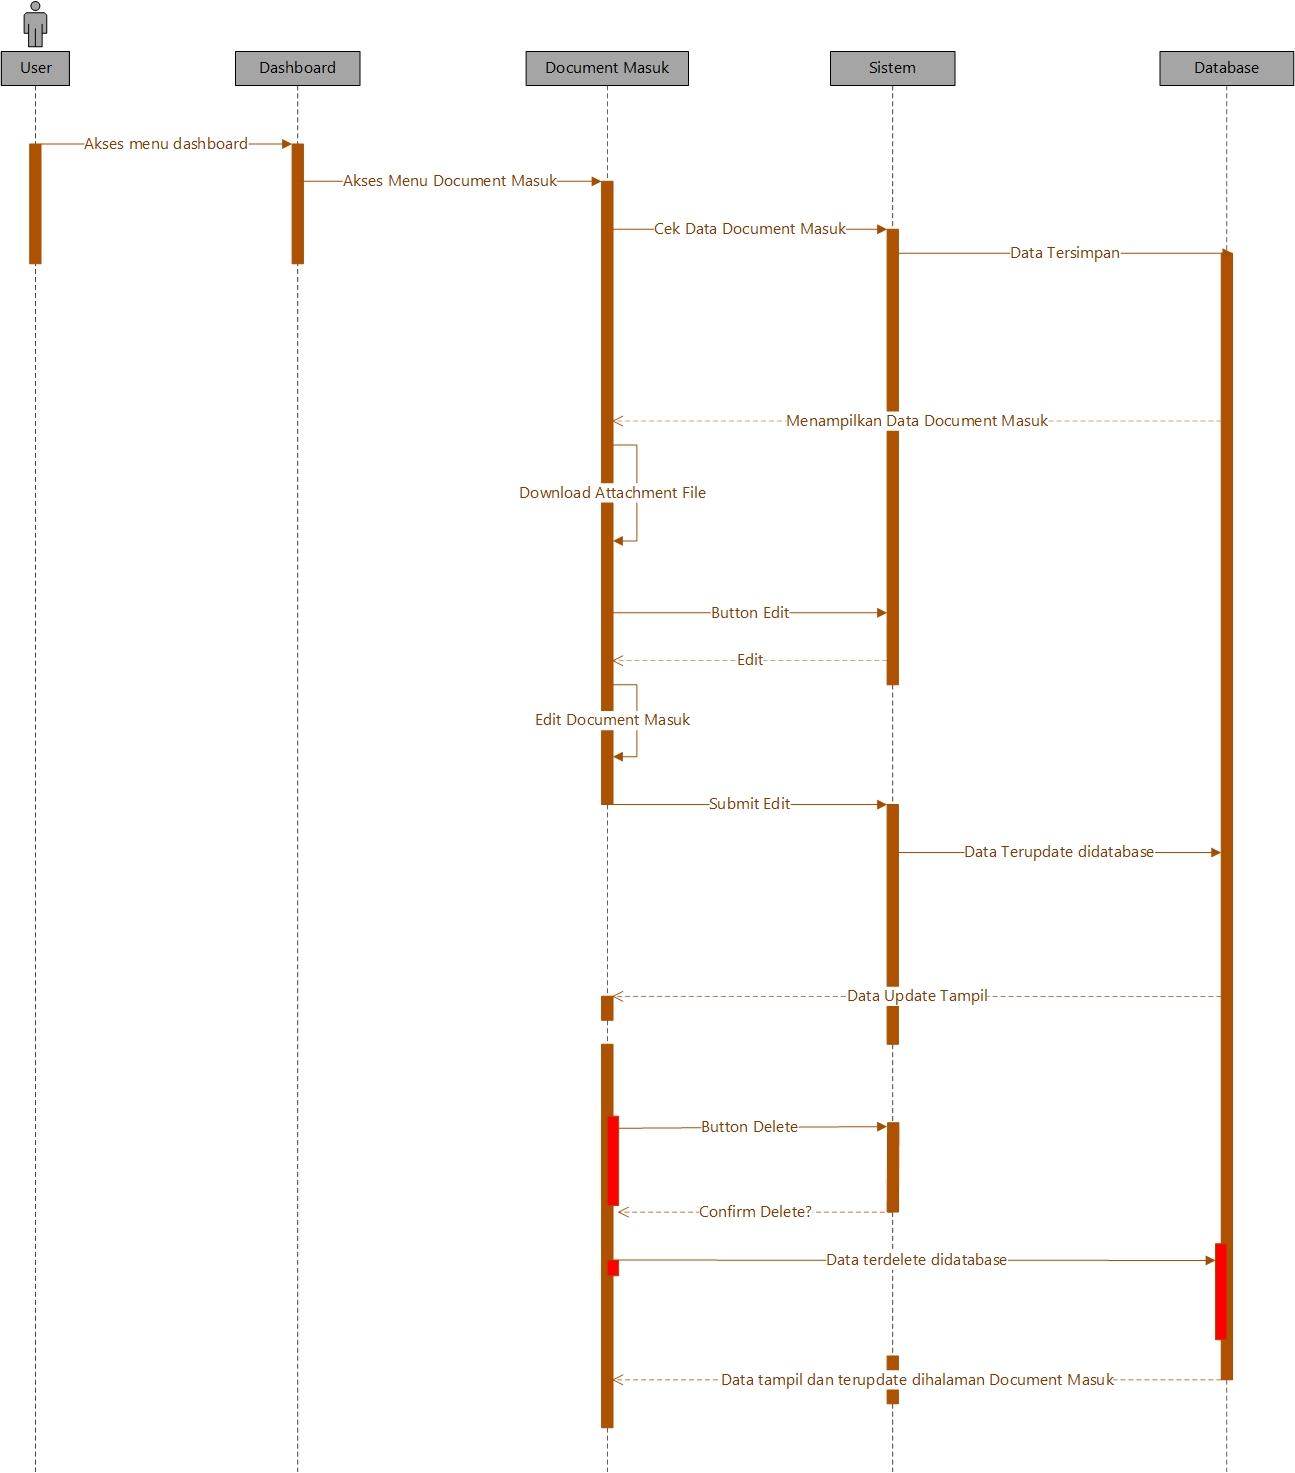 User
Dashboard
Document Masuk
Sistem
Database
Akses menu dashboard
Akses Menu Document Masuk
Cek Data Document Masuk
Data Tersimpan
Menampilkan Data Document Masuk
Download Attachment File
Button Edit
Edit
Edit Document Masuk
Submit Edit
Data Terupdate didatabase
Data Update Tampil
Button Delete
Confirm Delete?
Data terdelete didatabase
Data tampil dan terupdate dihalaman Document Masuk